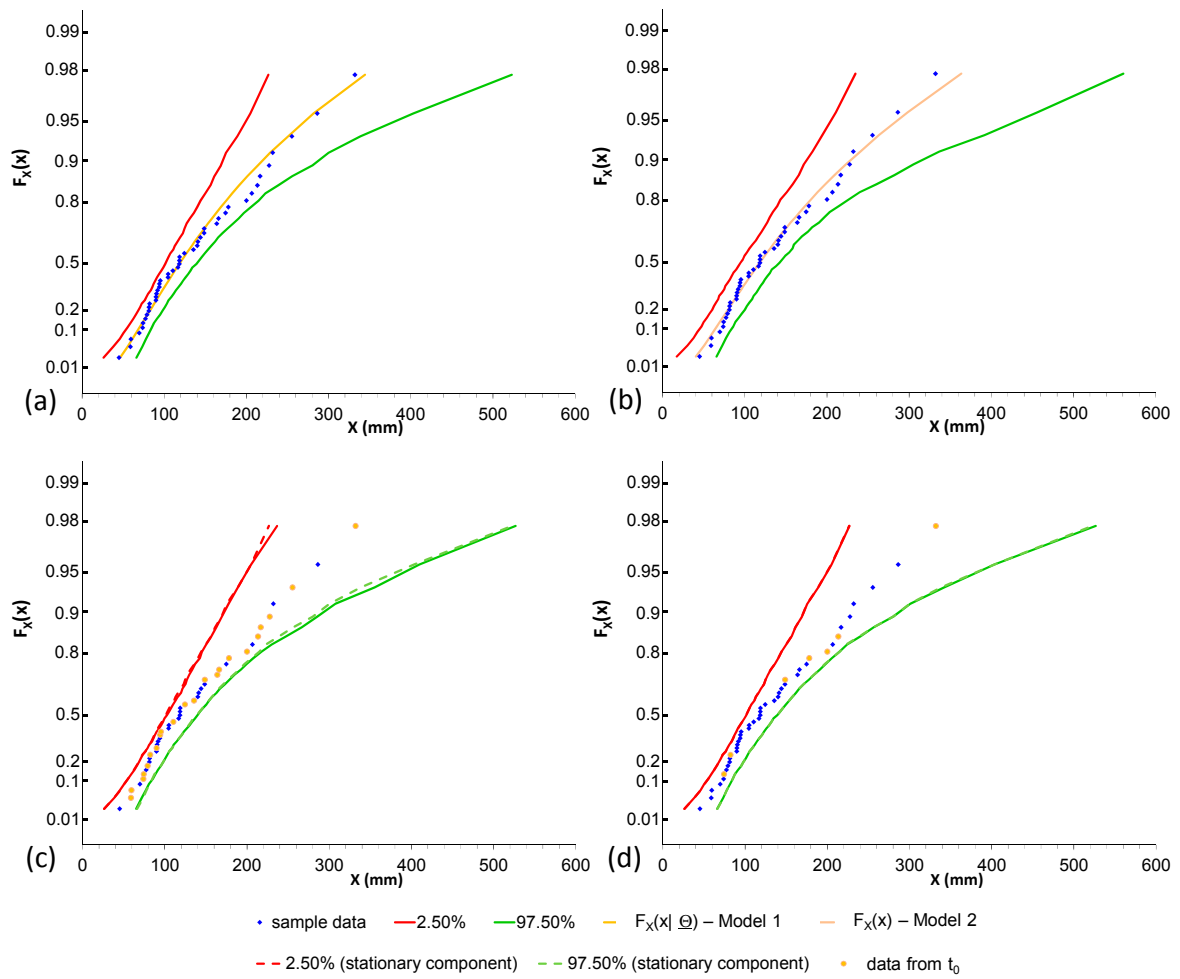 0.99 0.99
0.98 0.98
0.95 0.95
0.9 0.9
F_X(x) F_X(x)
0.8 0.8
0.5 0.5
0.2 0.2
0.1 0.1
0.01 0.01
(a) (b)
0 100 200 300 400 500 600 0 100 200 300 400 500 600
X (mm) X (mm)
0.99 0.99
0.98 0.98
0.95 0.95
0.9 0.9
F_X(x) F_X(x)
0.8 0.8
0.5 0.5
0.2 0.2
0.1 0.1
0.01 0.01
(c) (d)
0 100 200 300 400 500 600 0 100 200 300 400 500 600
X (mm) X (mm)
sample data 2.50% 97.50% F_X(x| Θ) – Model 1 F_X(x) – Model 2
2.50% (stationary component) 97.50% (stationary component) data from t_0